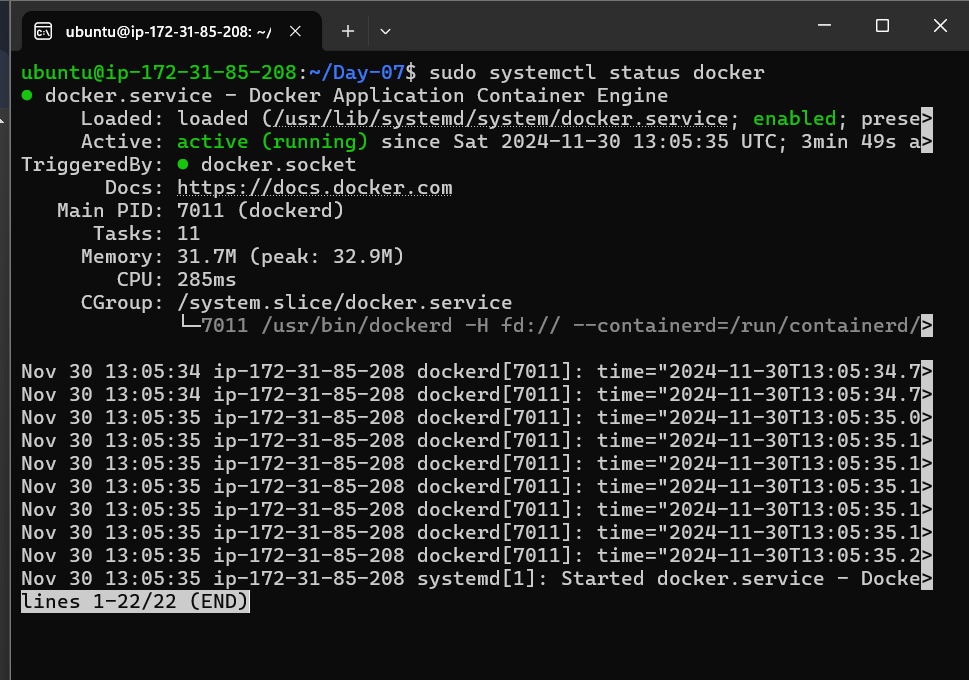 ubuntu@ip-172-31-85-208: ~/
ubuntu@ip-172-31-85-208:~/Day-07$ sudo systemctl status docker
● docker.service - Docker Application Container Engine
     Loaded: loaded (/usr/lib/systemd/system/docker.service; enabled; prese>
     Active: active (running) since Sat 2024-11-30 13:05:35 UTC; 3min 49s a>
TriggeredBy: ● docker.socket
       Docs: https://docs.docker.com
   Main PID: 7011 (dockerd)
      Tasks: 11
     Memory: 31.7M (peak: 32.9M)
        CPU: 285ms
     CGroup: /system.slice/docker.service
             └─7011 /usr/bin/dockerd -H fd:// --containerd=/run/containerd/>
Nov 30 13:05:34 ip-172-31-85-208 dockerd[7011]: time="2024-11-30T13:05:34.7>
Nov 30 13:05:34 ip-172-31-85-208 dockerd[7011]: time="2024-11-30T13:05:34.7>
Nov 30 13:05:35 ip-172-31-85-208 dockerd[7011]: time="2024-11-30T13:05:35.0>
Nov 30 13:05:35 ip-172-31-85-208 dockerd[7011]: time="2024-11-30T13:05:35.1>
Nov 30 13:05:35 ip-172-31-85-208 dockerd[7011]: time="2024-11-30T13:05:35.1>
Nov 30 13:05:35 ip-172-31-85-208 dockerd[7011]: time="2024-11-30T13:05:35.1>
Nov 30 13:05:35 ip-172-31-85-208 dockerd[7011]: time="2024-11-30T13:05:35.1>
Nov 30 13:05:35 ip-172-31-85-208 dockerd[7011]: time="2024-11-30T13:05:35.1>
Nov 30 13:05:35 ip-172-31-85-208 dockerd[7011]: time="2024-11-30T13:05:35.2>
Nov 30 13:05:35 ip-172-31-85-208 systemd[1]: Started docker.service - Docke>
lines 1-22/22 (END)